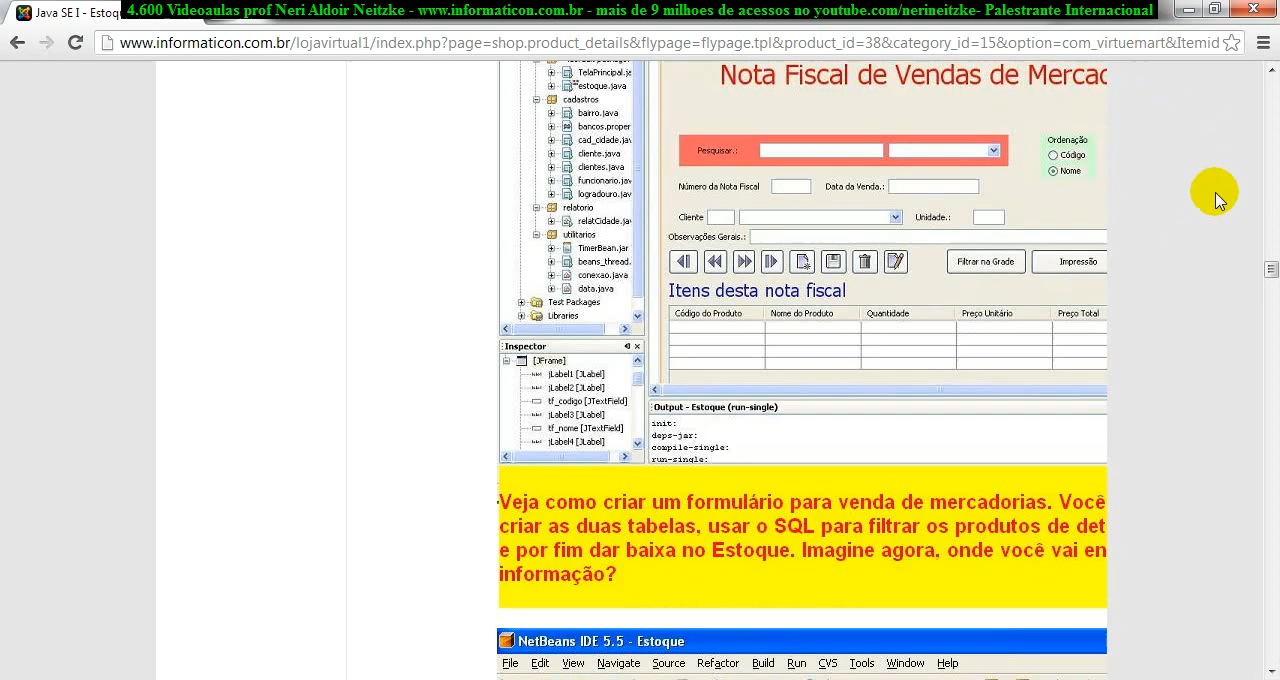 4.600 Videoaulas prof Neri Aldoir Neitzke - www.informaticon.com.br - mais de 9 milhoes de acessos no youtube.com/nerineitzke- Palestrante Internacional
Java SE I - Estoq
www.informaticon.com.br/lojavirtual1/index.php?page=shop.product_details&flypage=flypage.tpl&product_id=38&category_id=15&option=com_virtuemart&Itemid
TelaPrincipal.ja
estoque.java
cadastros
bairro.java
bancos.proper
cad_cidade.jav
cliente.java
clientes.java
funcionario.jav
logradouro.jav
relatorio
relatCidade.jav
utilitarios
TimerBean.jar
beans_thread.
conexao.java
data.java
Test Packages
Libraries
Nota Fiscal de Vendas de Mercad
Pesquisar.:
Ordenação
Código
Nome
Número da Nota Fiscal
Data da Venda.:
Cliente
Unidade.:
Observações Gerais.:
Filtrar na Grade
Impressão
Itens desta nota fiscal
Código do Produto
Nome do Produto
Quantidade
Preço Unitário
Preço Total
Inspector
[JFrame]
jLabel1 [JLabel]
jLabel2 [JLabel]
tf_codigo [JTextField]
jLabel3 [JLabel]
tf_nome [JTextField]
jLabel4 [JLabel]
Output - Estoque (run-single)
init:
deps-jar:
compile-single:
run-single:
Veja como criar um formulário para venda de mercadorias. Você
criar as duas tabelas, usar o SQL para filtrar os produtos de det
e por fim dar baixa no Estoque. Imagine agora, onde você vai en
informação?
NetBeans IDE 5.5 - Estoque
File Edit View Navigate Source Refactor Build Run CVS Tools Window Help